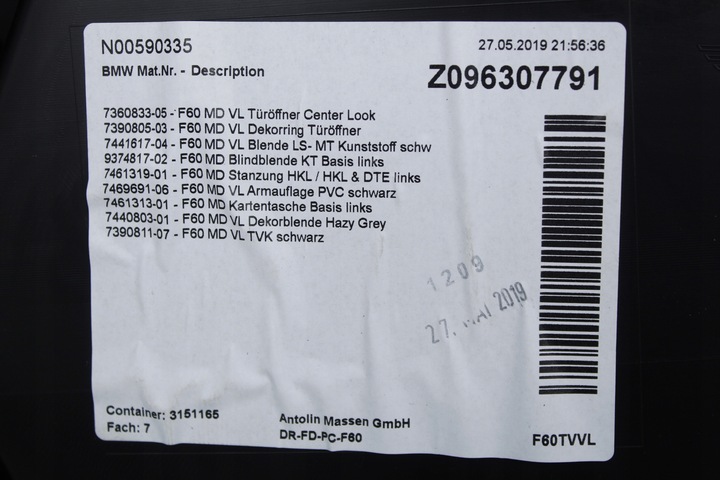 N00590335
27.05.2019 21:56:36
BMW Mat.Nr. - Description
Z096307791
7360833-05 - F60 MD VL Türöffner Center Look
7390805-03 - F60 MD VL Dekorring Türöffner
7441617-04 - F60 MD VL Blende LS- MT Kunststoff schw
9374817-02 - F60 MD Blindblende KT Basis links
7461319-01 - F60 MD Stanzung HKL / HKL & DTE links
7469691-06 - F60 MD VL Armauflage PVC schwarz
7461313-01 - F60 MD Kartentasche Basis links
7440803-01 - F60 MD VL Dekorblende Hazy Grey
7390811-07 - F60 MD VL TVK schwarz
1209
27. MAI 2019
Container: 3151165
Antolin Massen GmbH
Fach: 7
DR-FD-PC-F60
F60TVVL